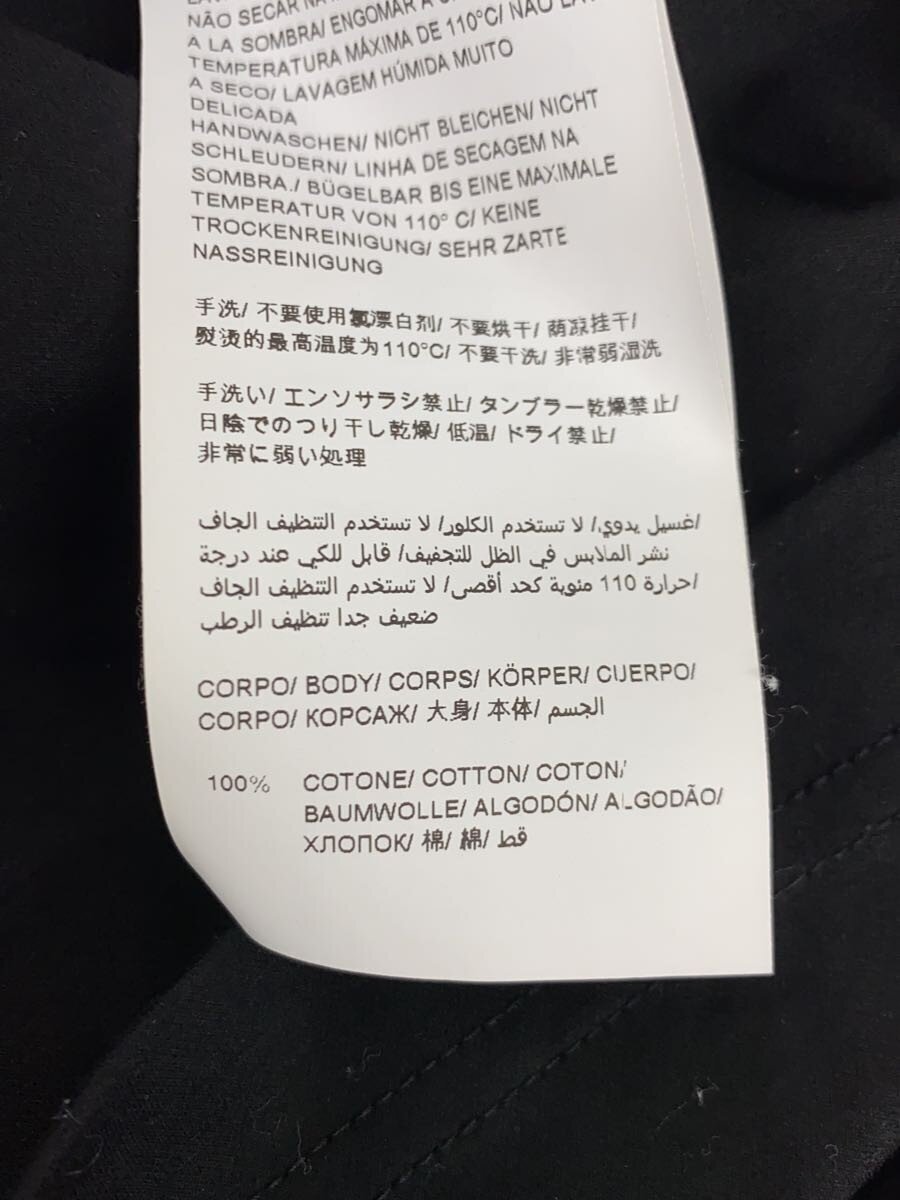 NÃO SECAR NA
A LA SOMBRA/ ENGOMAR A
TEMPERATURA MÁXIMA DE 110°C/ NÃO
A SECO/ LAVAGEM HÚMIDA MUITO
DELICADA
HANDWASCHEN/ NICHT BLEICHEN/ NICHT
SCHLEUDERN/ LINHA DE SECAGEM NA
SOMBRA./ BÜGELBAR BIS EINE MAXIMALE
TEMPERATUR VON 110° C/ KEINE
TROCKENREINIGUNG/ SEHR ZARTE
NASSREINIGUNG
手洗/ 不要使用氯漂白剂/ 不要烘干/ 荫凉挂干/
熨烫的最高温度为110°C/ 不要干洗/ 非常弱湿洗
手洗い/ エンソサラシ禁止/ タンブラー乾燥禁止/
日陰でのつり干し乾燥/ 低温/ ドライ禁止/
非常に弱い処理
غسيل يدوي/ لا تستخدم الكلور/ لا تستخدم التنظيف الجاف/
نشر الملابس في الظل للتجفيف/ قابل للكي عند درجة
حرارة 110 مئوية كحد أقصى/ لا تستخدم التنظيف الجاف/
ضعيف جدا تنظيف الرطب
CORPO/ BODY/ CORPS/ KÖRPER/ CUERPO/
CORPO/ КОРСАЖ/ 大身/ 本体/ الجسم
100% COTONE/ COTTON/ COTON/
BAUMWOLLE/ ALGODÓN/ ALGODÃO/
ХЛОПОК/ 棉/ 綿/ قط